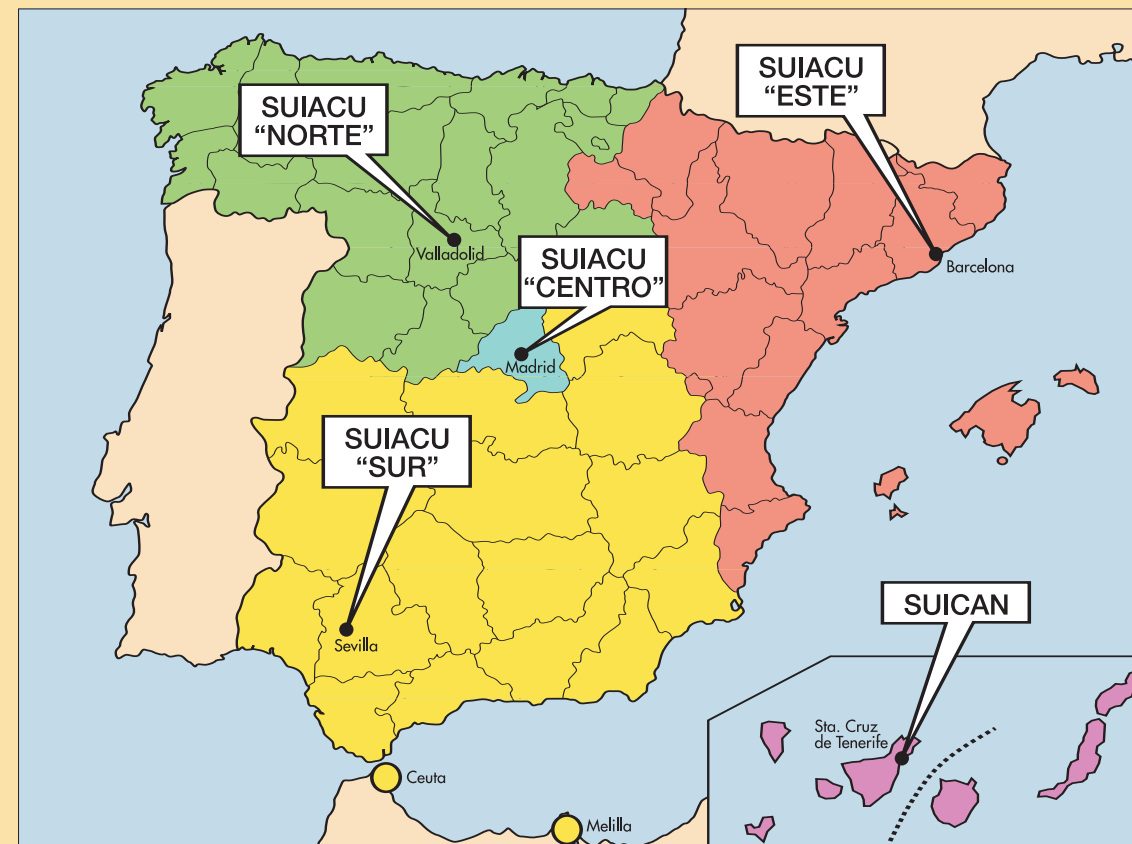 SUIACU
“ESTE”
SUIACU
“NORTE”
Valladolid
SUIACU
“CENTRO”
Barcelona
Madrid
SUIACU
“SUR”
SUICAN
Sevilla
Sta. Cruz
de Tenerife
Ceuta
Melilla